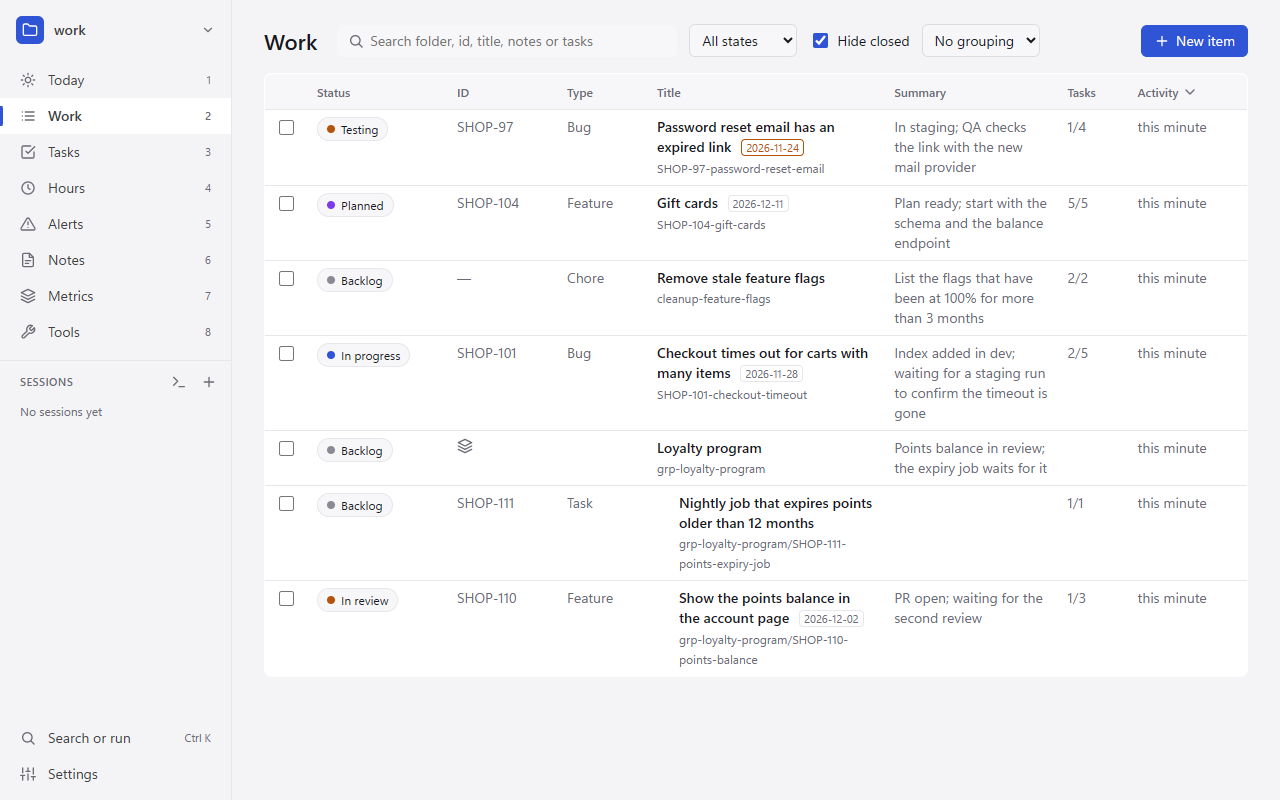 work
Today 1
Work 2
Tasks 3
Hours 4
Alerts 5
Notes 6
Metrics 7
Tools 8
SESSIONS
No sessions yet
Search or run Ctrl K
Settings
Work
Search folder, id, title, notes or tasks
All states
Hide closed
No grouping
New item
Status ID Type Title Summary Tasks Activity
Testing SHOP-97 Bug Password reset email has an In staging; QA checks 1/4 this minute
expired link 2026-11-24 the link with the new
SHOP-97-password-reset-email mail provider
Planned SHOP-104 Feature Gift cards 2026-12-11 Plan ready; start with the 5/5 this minute
SHOP-104-gift-cards schema and the balance
endpoint
Backlog — Chore Remove stale feature flags List the flags that have 2/2 this minute
cleanup-feature-flags been at 100% for more
than 3 months
In progress SHOP-101 Bug Checkout times out for carts with Index added in dev; 2/5 this minute
many items 2026-11-28 waiting for a staging run
SHOP-101-checkout-timeout to confirm the timeout is
gone
Backlog Loyalty program Points balance in review; this minute
grp-loyalty-program the expiry job waits for it
Backlog SHOP-111 Task Nightly job that expires points 1/1 this minute
older than 12 months
grp-loyalty-program/SHOP-111-
points-expiry-job
In review SHOP-110 Feature Show the points balance in PR open; waiting for the 1/3 this minute
the account page 2026-12-02 second review
grp-loyalty-program/SHOP-110-
points-balance